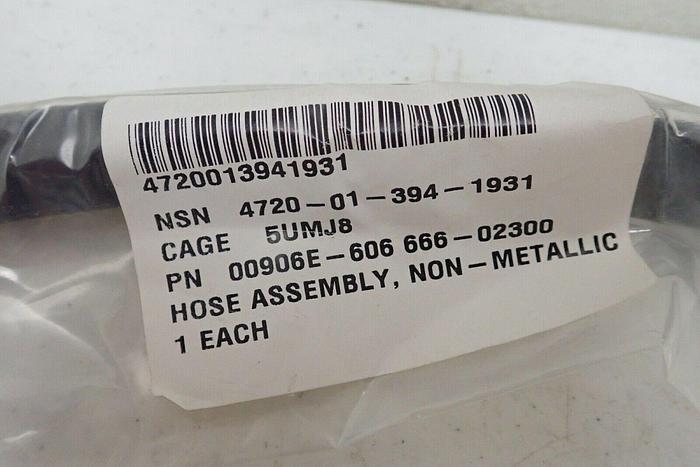 4720013941931
NSN 4720-01-394-1931
CAGE 5UMJ8
PN 00906E-606 666-02300
HOSE ASSEMBLY, NON-METALLIC
1 EACH